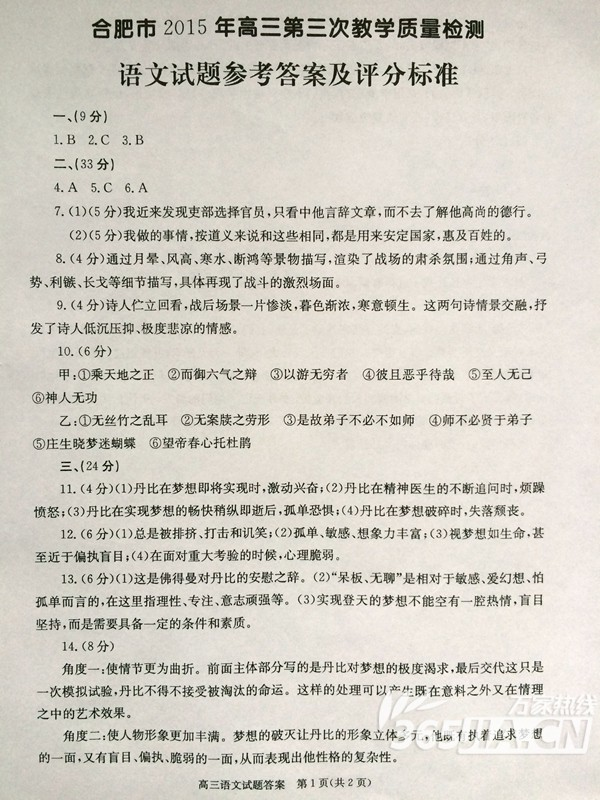 合肥市 2015 年高三第三次教学质量检测
语文试题参考答案及评分标准
一、(9分)
1.B 2.C 3.B
二、(33分)
4.A 5.C 6.A
7.(1)(5分)我近来发现吏部选择官员,只看中他言辞文章,而不去了解他高尚的德行。
(2)(5分)我做的事情,按道义来说和这些相同,都是用来安定国家,惠及百姓的。
8.(4分)通过月晕、风高、寒水、断鸿等景物描写,渲染了战场的肃杀氛围;通过角声、弓
势、利镞、长戈等细节描写,具体再现了战斗的激烈场面。
9.(4分)诗人伫立回看,战后场景一片惨淡,暮色渐浓,寒意顿生。这两句诗情景交融,抒
发了诗人低沉压抑、极度悲凉的情感。
10.(6分)
甲:①乘天地之正 ②而御六气之辩 ③以游无穷者 ④彼且恶乎待哉 ⑤至人无己
⑥神人无功
乙:①无丝竹之乱耳 ②无案牍之劳形 ③是故弟子不必不如师 ④师不必贤于弟子
⑤庄生晓梦迷蝴蝶 ⑥望帝春心托杜鹃
三、(24分)
11.(4分)(1)丹比在梦想即将实现时,激动兴奋;(2)丹比在精神医生的不断追问时,烦躁
愤怒;(3)丹比在实现梦想的畅快稍纵即逝后,孤单恐惧;(4)丹比在梦想破碎时,失落颓丧。
12.(6分)(1)总是被排挤、打击和讥笑;(2)孤单、敏感、想象力丰富;(3)视梦想如生命,甚
至近于偏执盲目;(4)在面对重大考验的时候,心理脆弱。
13.(6分)(1)这是佛得曼对丹比的安慰之辞。(2)“呆板、无聊”是相对于敏感、爱幻想、怕
孤单而言的,在这里指理性、专注、意志顽强等。(3)实现登天的梦想不能空有一腔热情,盲目
坚持,而是需要具备一定的条件和素质。
14.(8分)
角度一:使情节更为曲折。前面主体部分写的是丹比对梦想的极度渴求,最后交代这只是
一次模拟试验,丹比不得不接受被淘汰的命运。这样的处理可以产生既在意料之外又在情理
之中的艺术效果。
角度二:使人物形象更加丰满。梦想的破灭让丹比的形象立体多元,他既有执着追求梦想
的一面,又有盲目、偏执、脆弱的一面,从而表现出他性格的复杂性。
高三语文试题答案 第1页(共2页)
万家热线
365JIA.CN